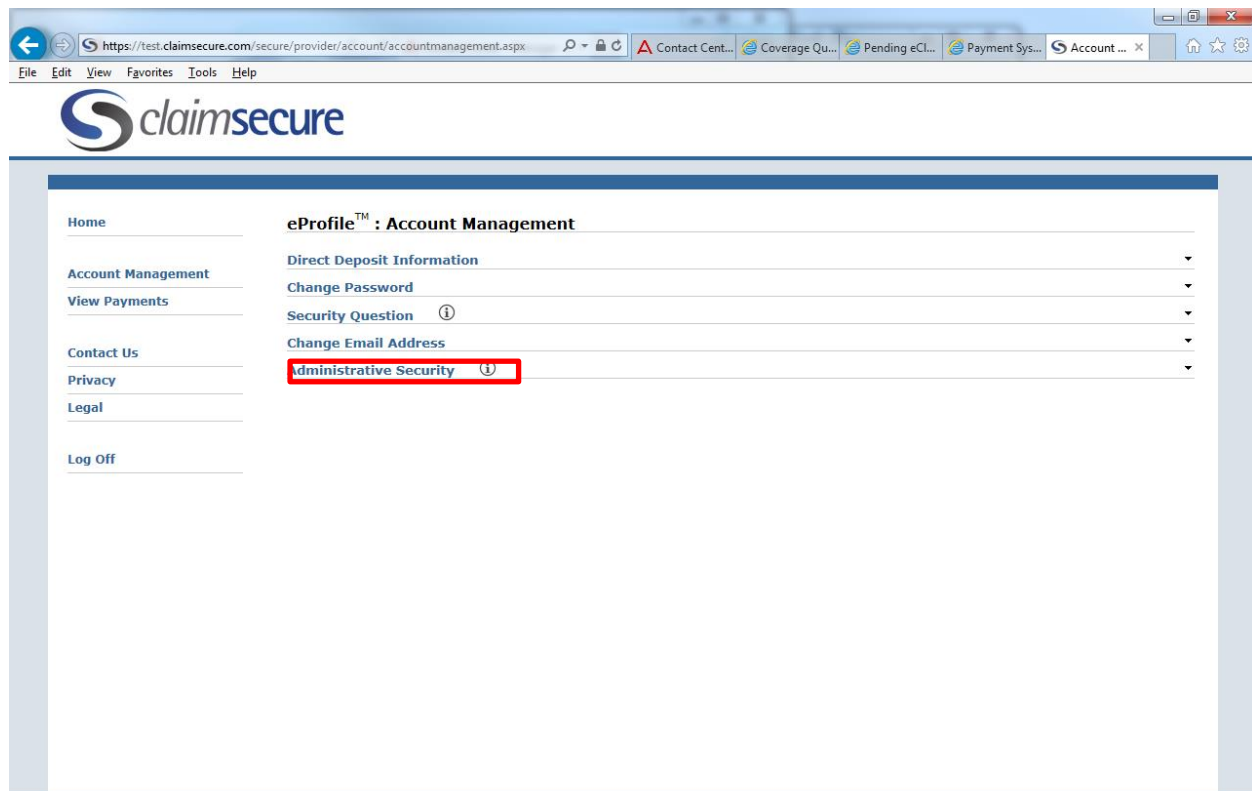 https://test.claimsecure.com/secure/provider/account/accountmanagement.aspx
Contact Cent... Coverage Qu... Pending eCl... Payment Sys... Account ...
File Edit View Favorites Tools Help
claimsecure
Home
Account Management
View Payments
Contact Us
Privacy
Legal
Log Off
eProfile™ : Account Management
Direct Deposit Information
Change Password
Security Question
Change Email Address
Administrative Security